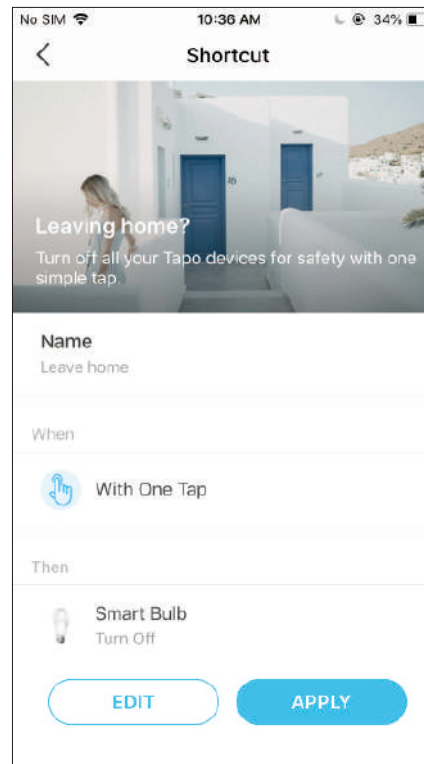 No SIM 10:36 AM 34%
Shortcut
Leaving home?
Turn off all your Tapo devices for safety with one
simple tap.
Name
Leave home
When
With One Tap
Then
Smart Bulb
Turn Off
EDIT APPLY